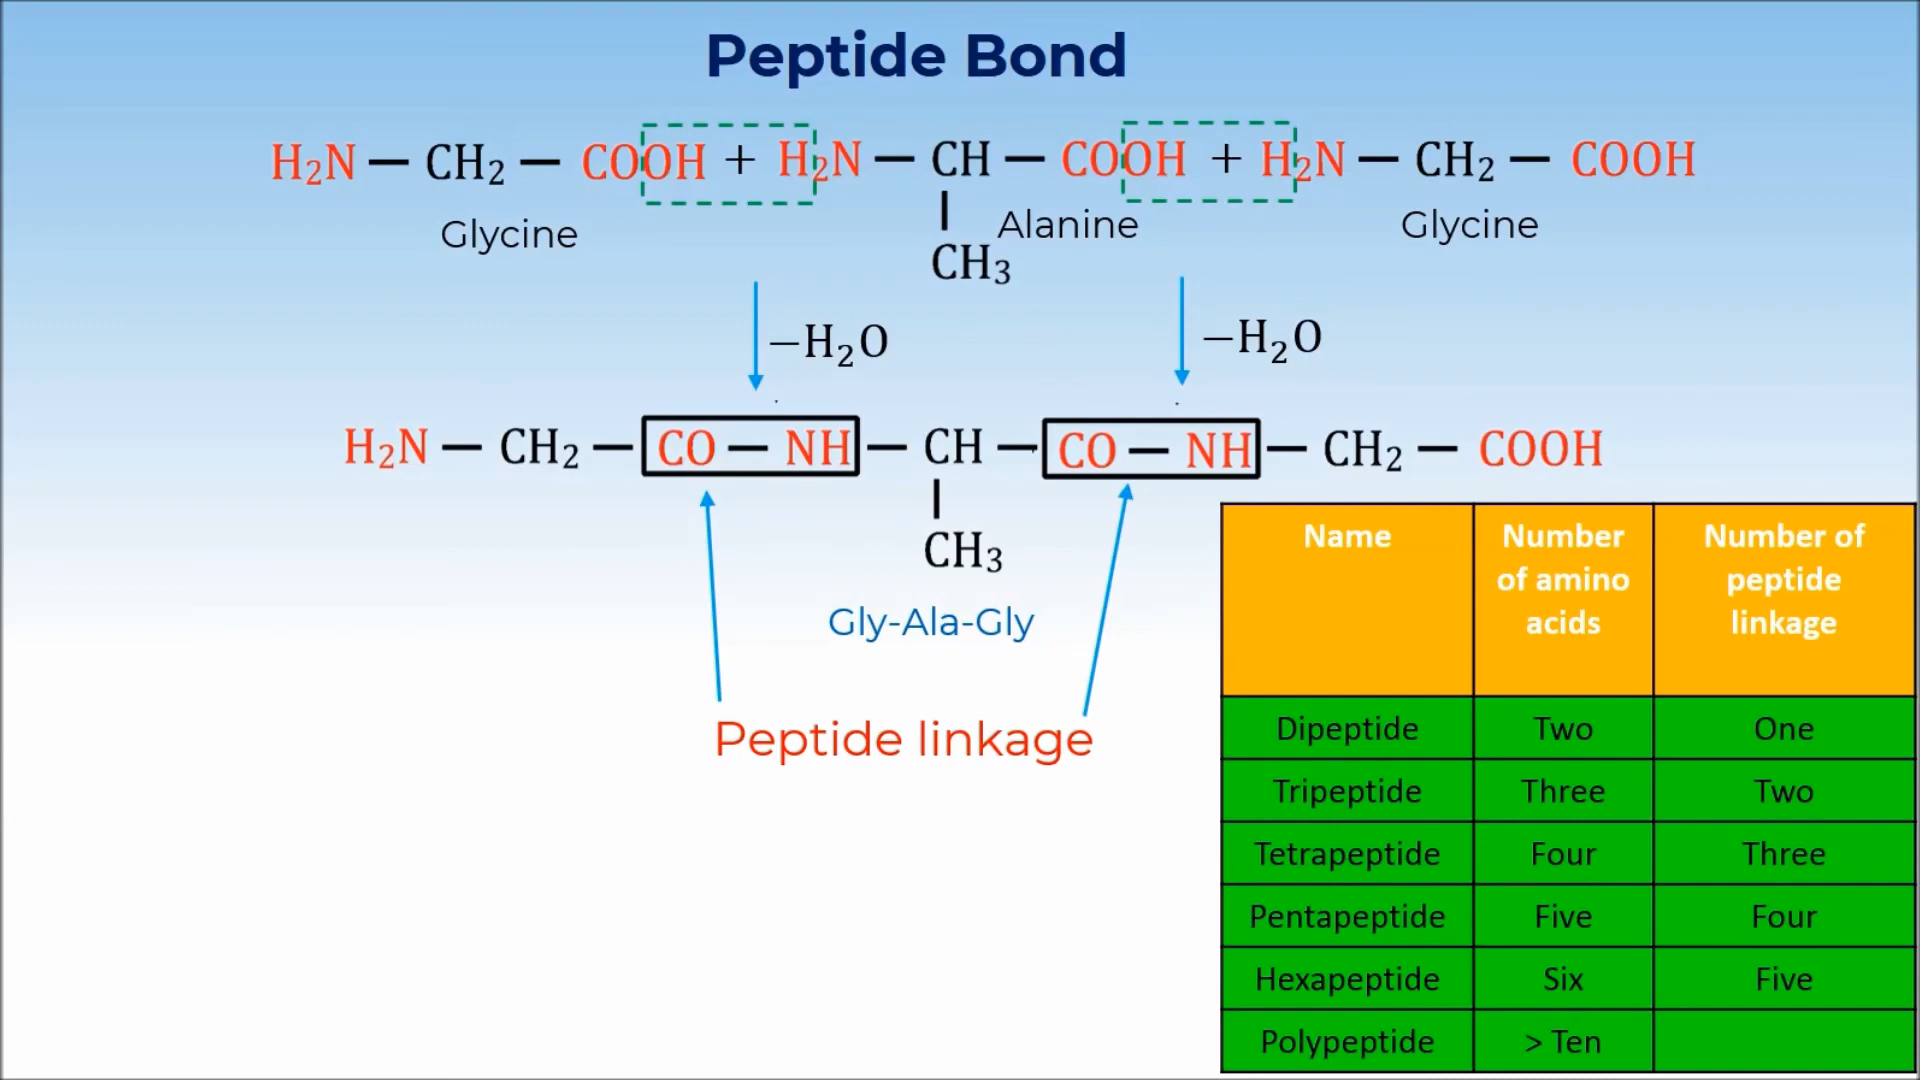 Peptide Bond
H₂N — CH₂ — COOH + H₂N — CH — COOH + H₂N — CH₂ — COOH
Glycine
Alanine
Glycine
CH₃
−H₂O
−H₂O
H₂N — CH₂ — CO — NH — CH — CO — NH — CH₂ — COOH
CH₃
Gly-Ala-Gly
Peptide linkage
Name
Number
of amino
acids
Number of
peptide
linkage
Dipeptide Two One
Tripeptide Three Two
Tetrapeptide Four Three
Pentapeptide Five Four
Hexapeptide Six Five
Polypeptide > Ten